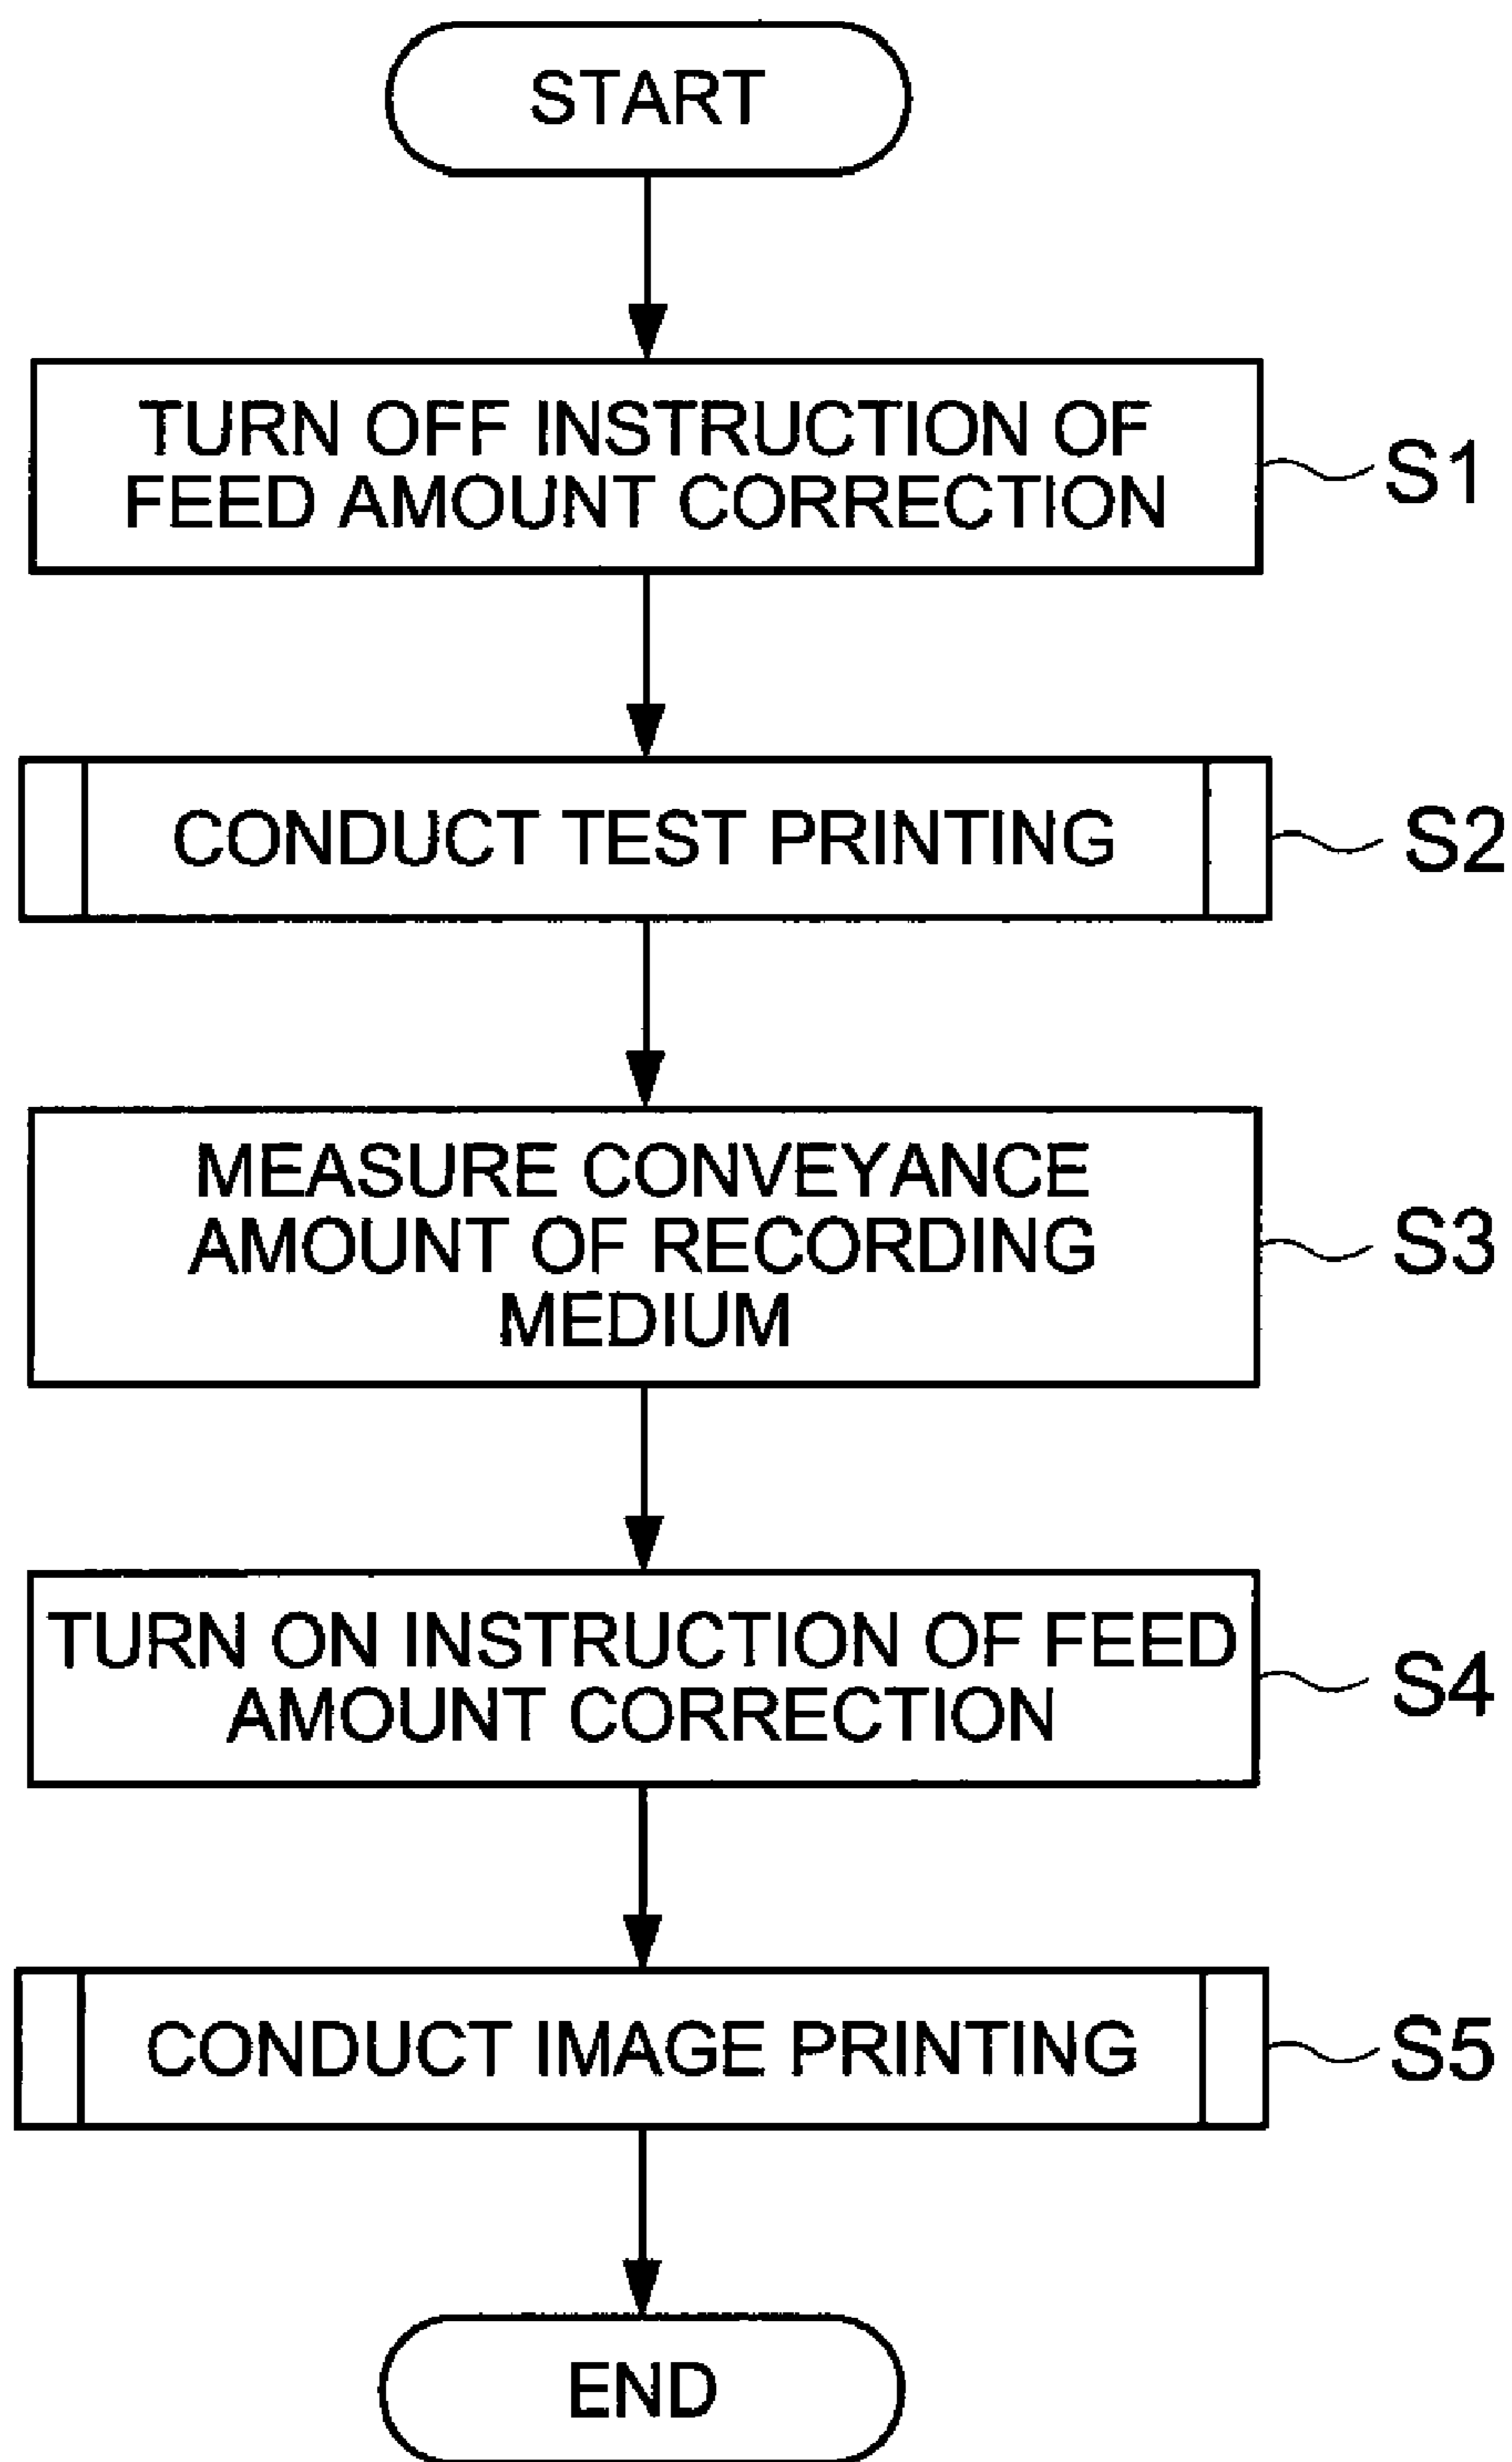 START
TURN OFF INSTRUCTION OF
FEED AMOUNT CORRECTION
S1
CONDUCT TEST PRINTING
S2
MEASURE CONVEYANCE
AMOUNT OF RECORDING
MEDIUM
S3
TURN ON INSTRUCTION OF FEED
AMOUNT CORRECTION
S4
CONDUCT IMAGE PRINTING
S5
END